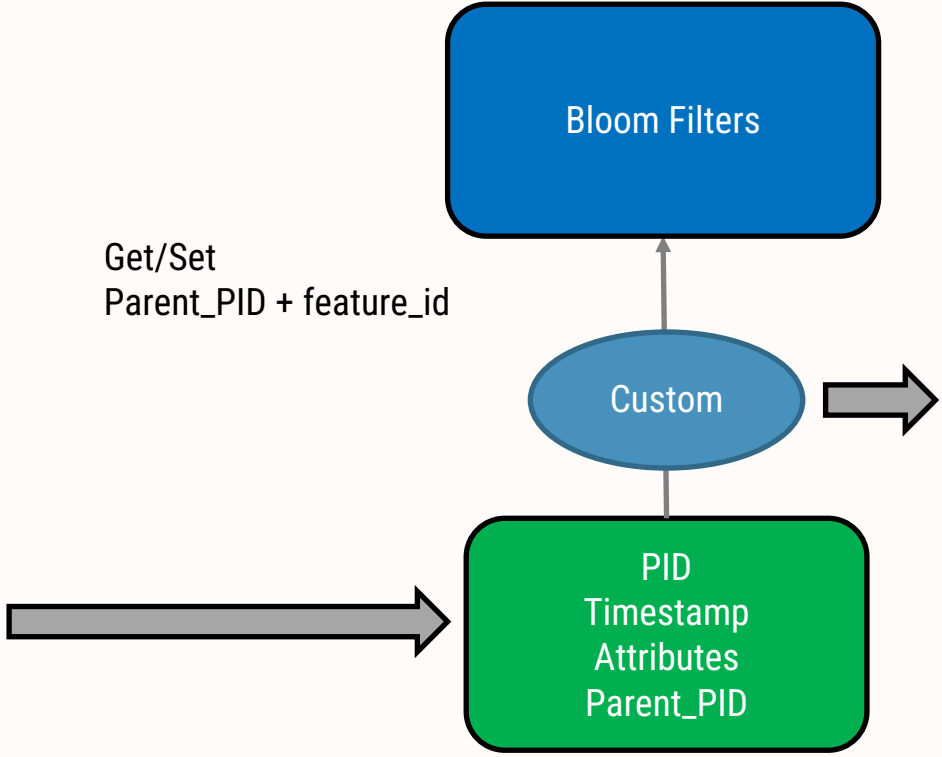 Bloom Filters
Get/Set
Parent_PID + feature_id
Custom
PID
Timestamp
Attributes
Parent_PID